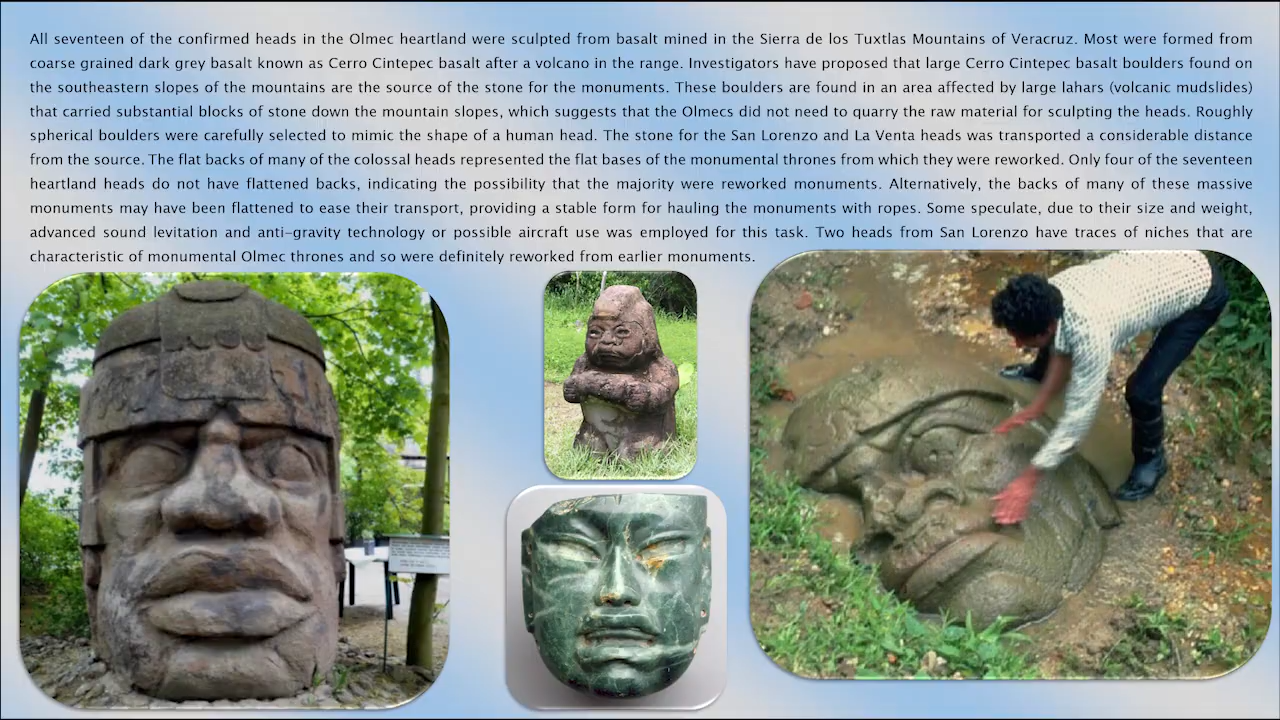 All seventeen of the confirmed heads in the Olmec heartland were sculpted from basalt mined in the Sierra de los Tuxtlas Mountains of Veracruz. Most were formed from
coarse grained dark grey basalt known as Cerro Cintepec basalt after a volcano in the range. Investigators have proposed that large Cerro Cintepec basalt boulders found on
the southeastern slopes of the mountains are the source of the stone for the monuments. These boulders are found in an area affected by large lahars (volcanic mudslides)
that carried substantial blocks of stone down the mountain slopes, which suggests that the Olmecs did not need to quarry the raw material for sculpting the heads. Roughly
spherical boulders were carefully selected to mimic the shape of a human head. The stone for the San Lorenzo and La Venta heads was transported a considerable distance
from the source. The flat backs of many of the colossal heads represented the flat bases of the monumental thrones from which they were reworked. Only four of the seventeen
heartland heads do not have flattened backs, indicating the possibility that the majority were reworked monuments. Alternatively, the backs of many of these massive
monuments may have been flattened to ease their transport, providing a stable form for hauling the monuments with ropes. Some speculate, due to their size and weight,
advanced sound levitation and anti-gravity technology or possible aircraft use was employed for this task. Two heads from San Lorenzo have traces of niches that are
characteristic of monumental Olmec thrones and so were definitely reworked from earlier monuments.